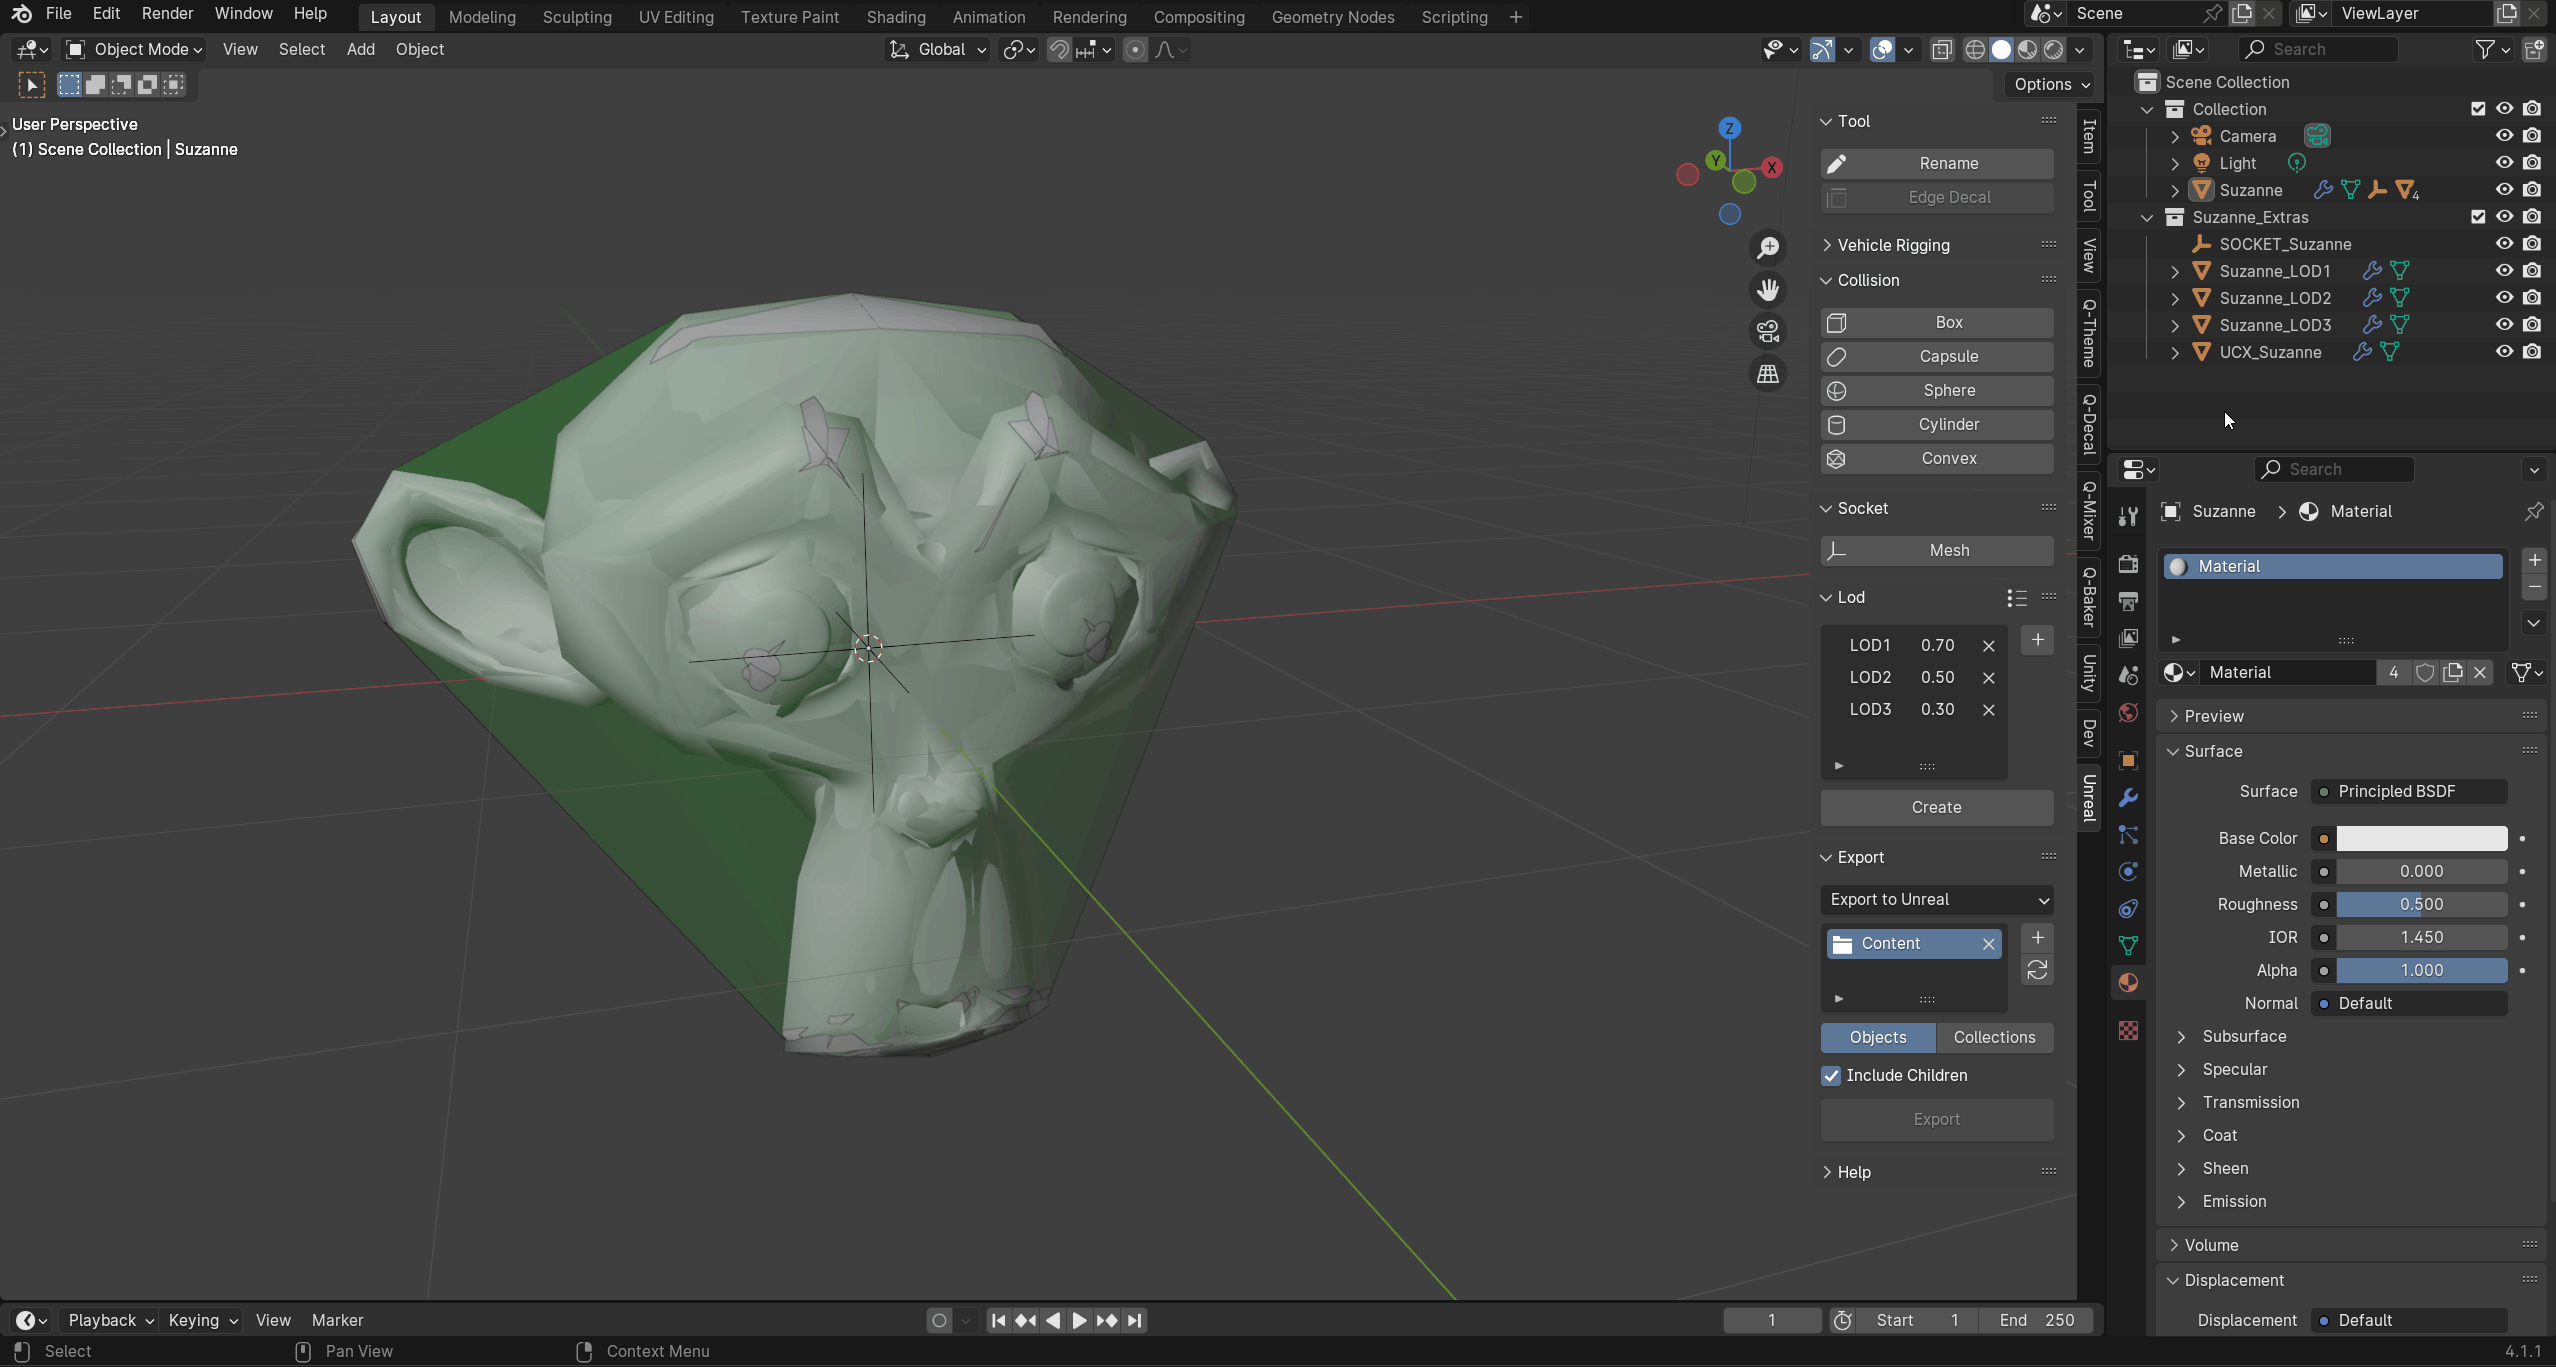 File Edit Render Window Help Layout Modeling Sculpting UV Editing Texture Paint Shading Animation Rendering Compositing Geometry Nodes Scripting + Scene ViewLayer
Object Mode View Select Add Object Global Search
Options
User Perspective
(1) Scene Collection | Suzanne
Z
Y
X
Tool
Rename
Edge Decal
Vehicle Rigging
Collision
Box
Capsule
Sphere
Cylinder
Convex
Socket
Mesh
Lod
LOD1 0.70
LOD2 0.50
LOD3 0.30
Create
Export
Export to Unreal
Content
Objects Collections
Include Children
Export
Help
Item
Tool
View
Q-Theme
Q-Decal
Q-Mixer
Q-Baker
Unity
Dev
Unreal
Scene Collection
Collection
Camera
Light
Suzanne 4
Suzanne_Extras
SOCKET_Suzanne
Suzanne_LOD1
Suzanne_LOD2
Suzanne_LOD3
UCX_Suzanne
Search
Suzanne > Material
Material
Material 4
Preview
Surface
Surface Principled BSDF
Base Color
Metallic 0.000
Roughness 0.500
IOR 1.450
Alpha 1.000
Normal Default
Subsurface
Specular
Transmission
Coat
Sheen
Emission
Volume
Displacement
Displacement Default
Playback Keying View Marker 1 Start 1 End 250
Select Pan View Context Menu 4.1.1